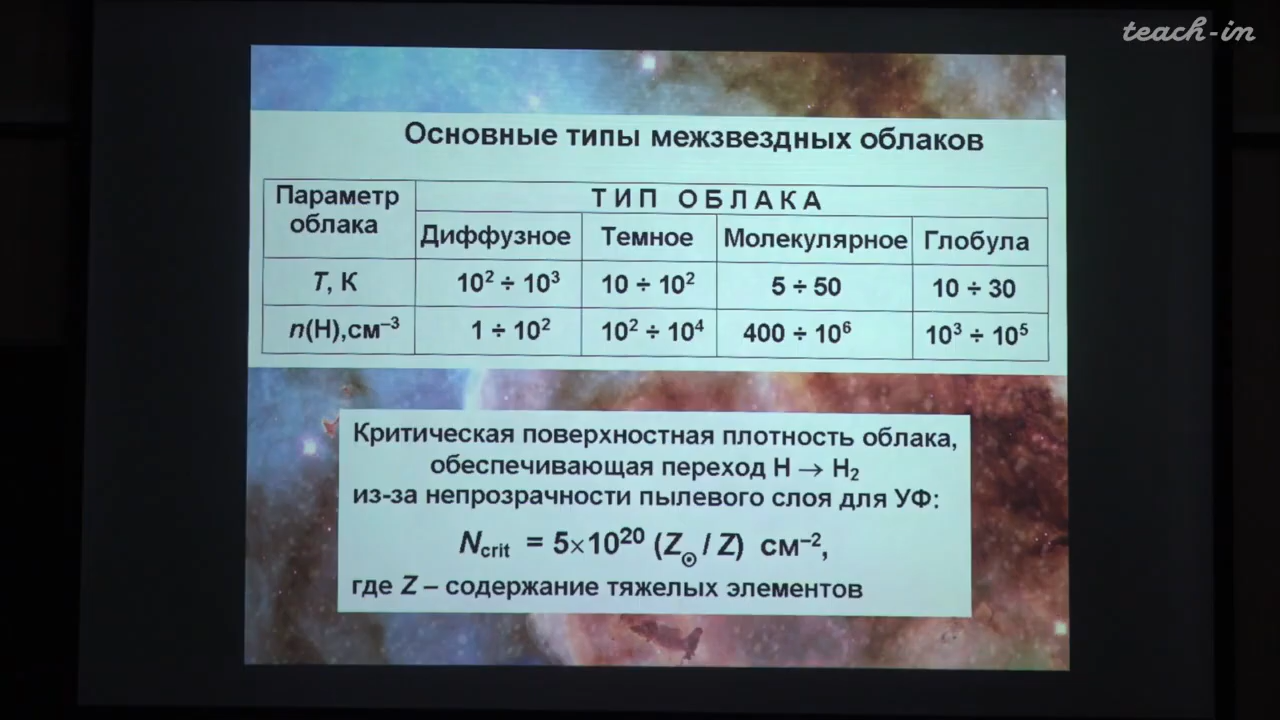 teach-in
Основные типы межзвездных облаков
Параметр облака
ТИП ОБЛАКА
Диффузное Темное Молекулярное Глобула
T, К 10² ÷ 10³ 10 ÷ 10² 5 ÷ 50 10 ÷ 30
n(H),см⁻³ 1 ÷ 10² 10² ÷ 10⁴ 400 ÷ 10⁶ 10³ ÷ 10⁵
Критическая поверхностная плотность облака,
обеспечивающая переход H → H₂
из-за непрозрачности пылевого слоя для УФ:
N_crit = 5×10²⁰ (Z_⊙ / Z) см⁻²,
где Z – содержание тяжелых элементов